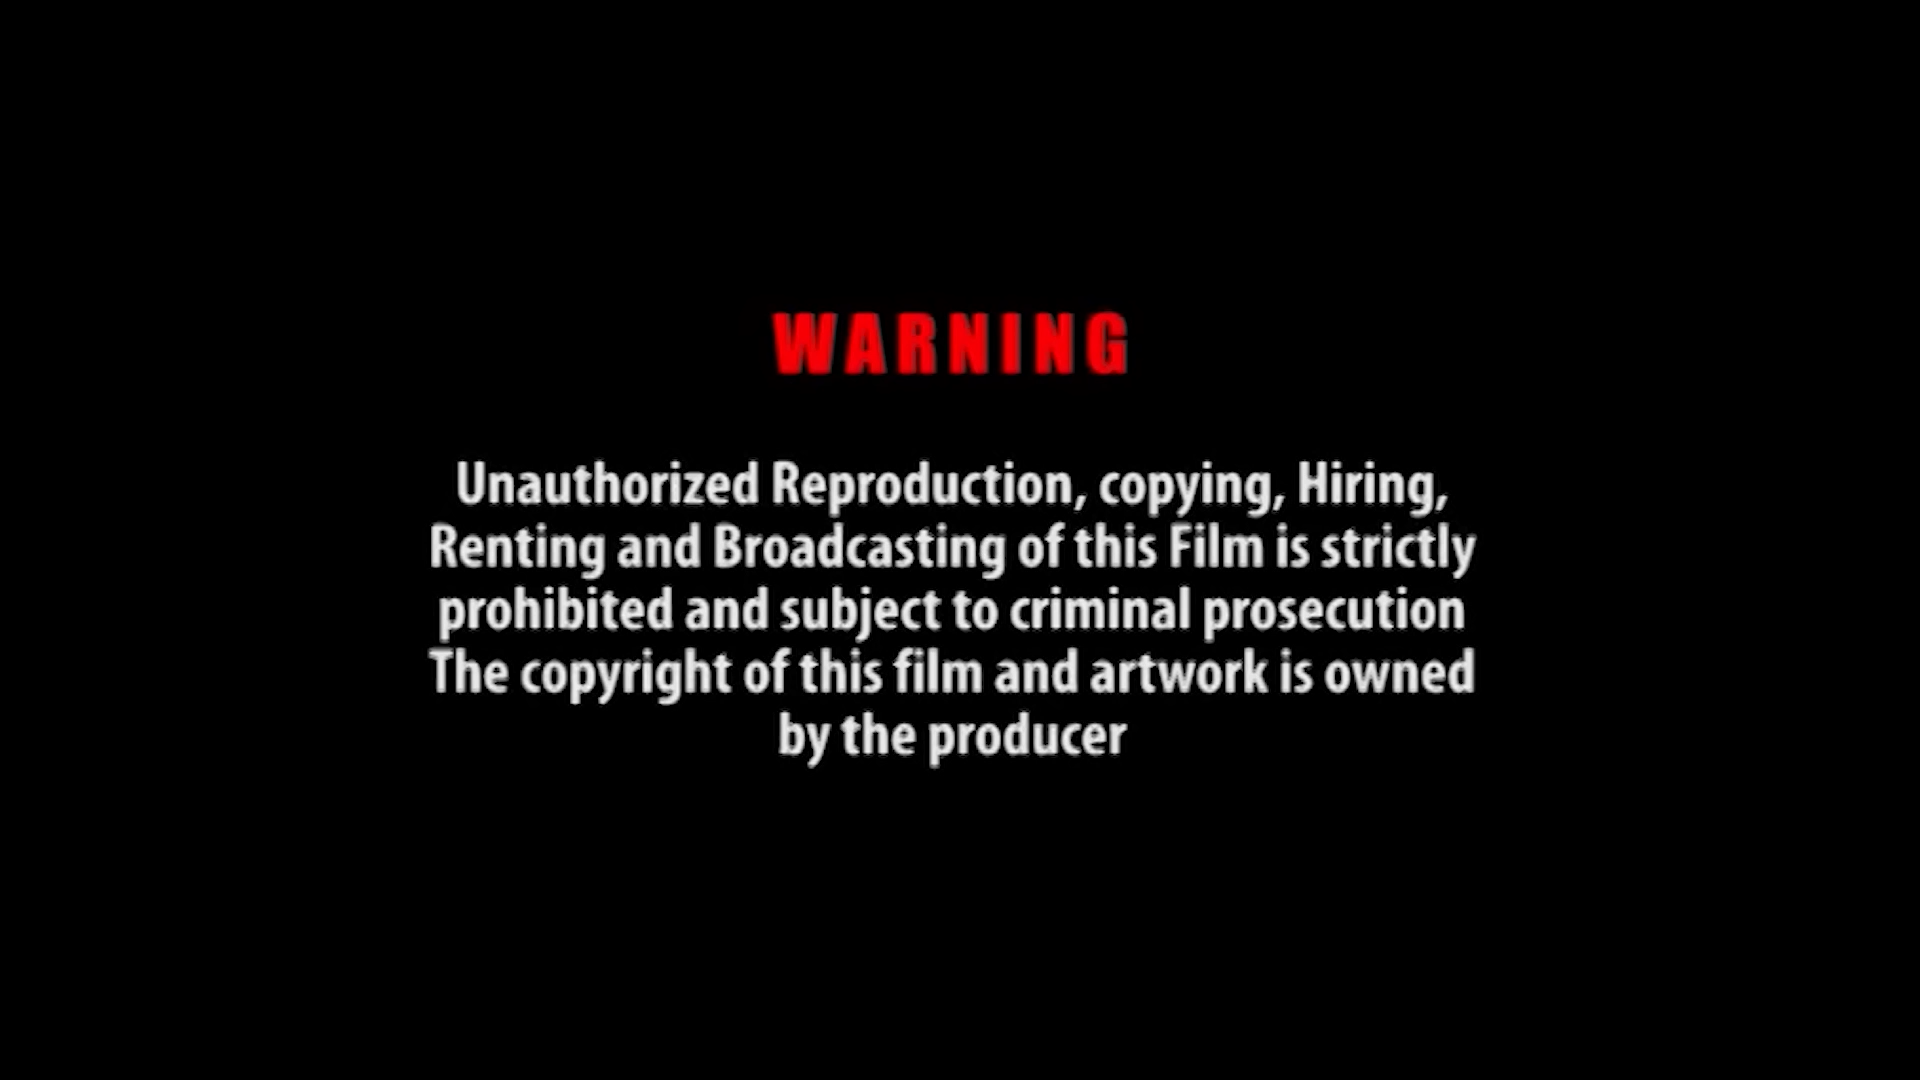 WARNING
Unauthorized Reproduction, copying, Hiring,
Renting and Broadcasting of this Film is strictly
prohibited and subject to criminal prosecution
The copyright of this film and artwork is owned
by the producer